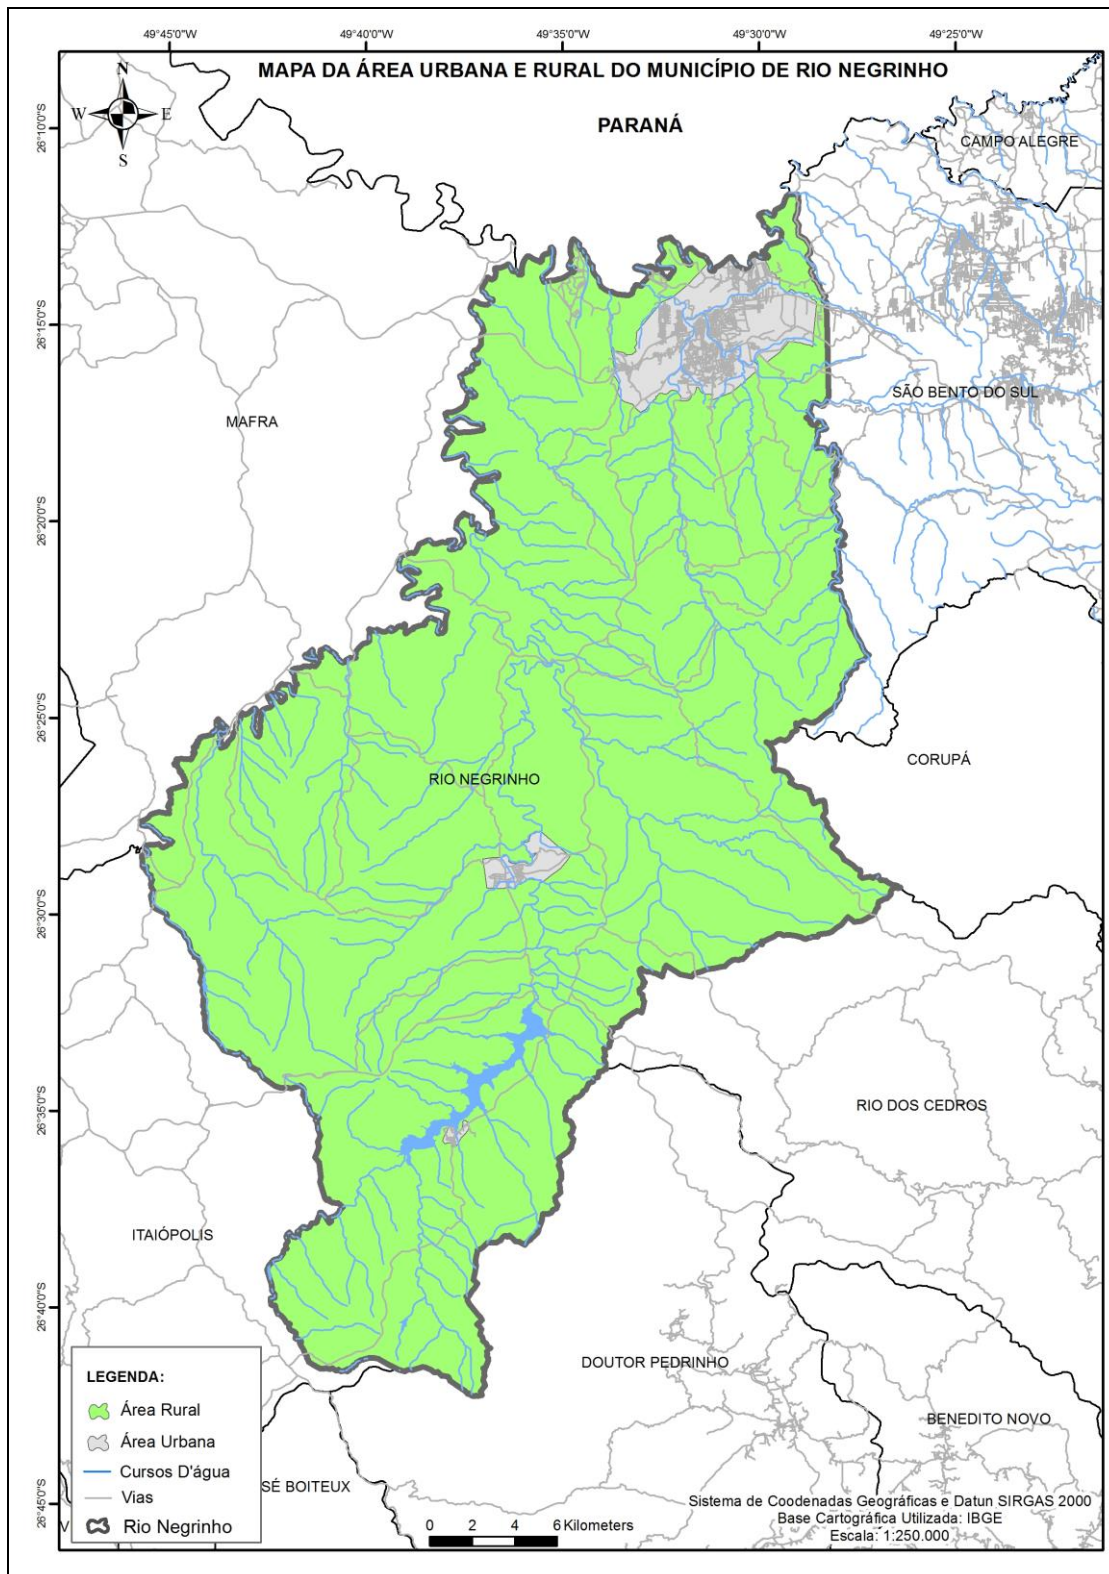 49°45'0"W
49°40'0"W
49°35'0"W
49°30'0"W
49°25'0"W
MAPA DA ÁREA URBANA E RURAL DO MUNICÍPIO DE RIO NEGRINHO
N
W
E
S
PARANÁ
26°10'0"S
CAMPO ALEGRE
26°15'0"S
SÃO BENTO DO SUL
MAFRA
26°20'0"S
26°25'0"S
CORUPÁ
RIO NEGRINHO
26°30'0"S
26°35'0"S
RIO DOS CEDROS
ITAIÓPOLIS
26°40'0"S
DOUTOR PEDRINHO
BENEDITO NOVO
LEGENDA:
Área Rural
Área Urbana
Cursos D'água
Vias
Rio Negrinho
SÉ BOITEUX
26°45'0"S
V
0 2 4 6 Kilometers
Sistema de Coodenadas Geográficas e Datun SIRGAS 2000
Base Cartográfica Utilizada: IBGE
Escala: 1:250.000